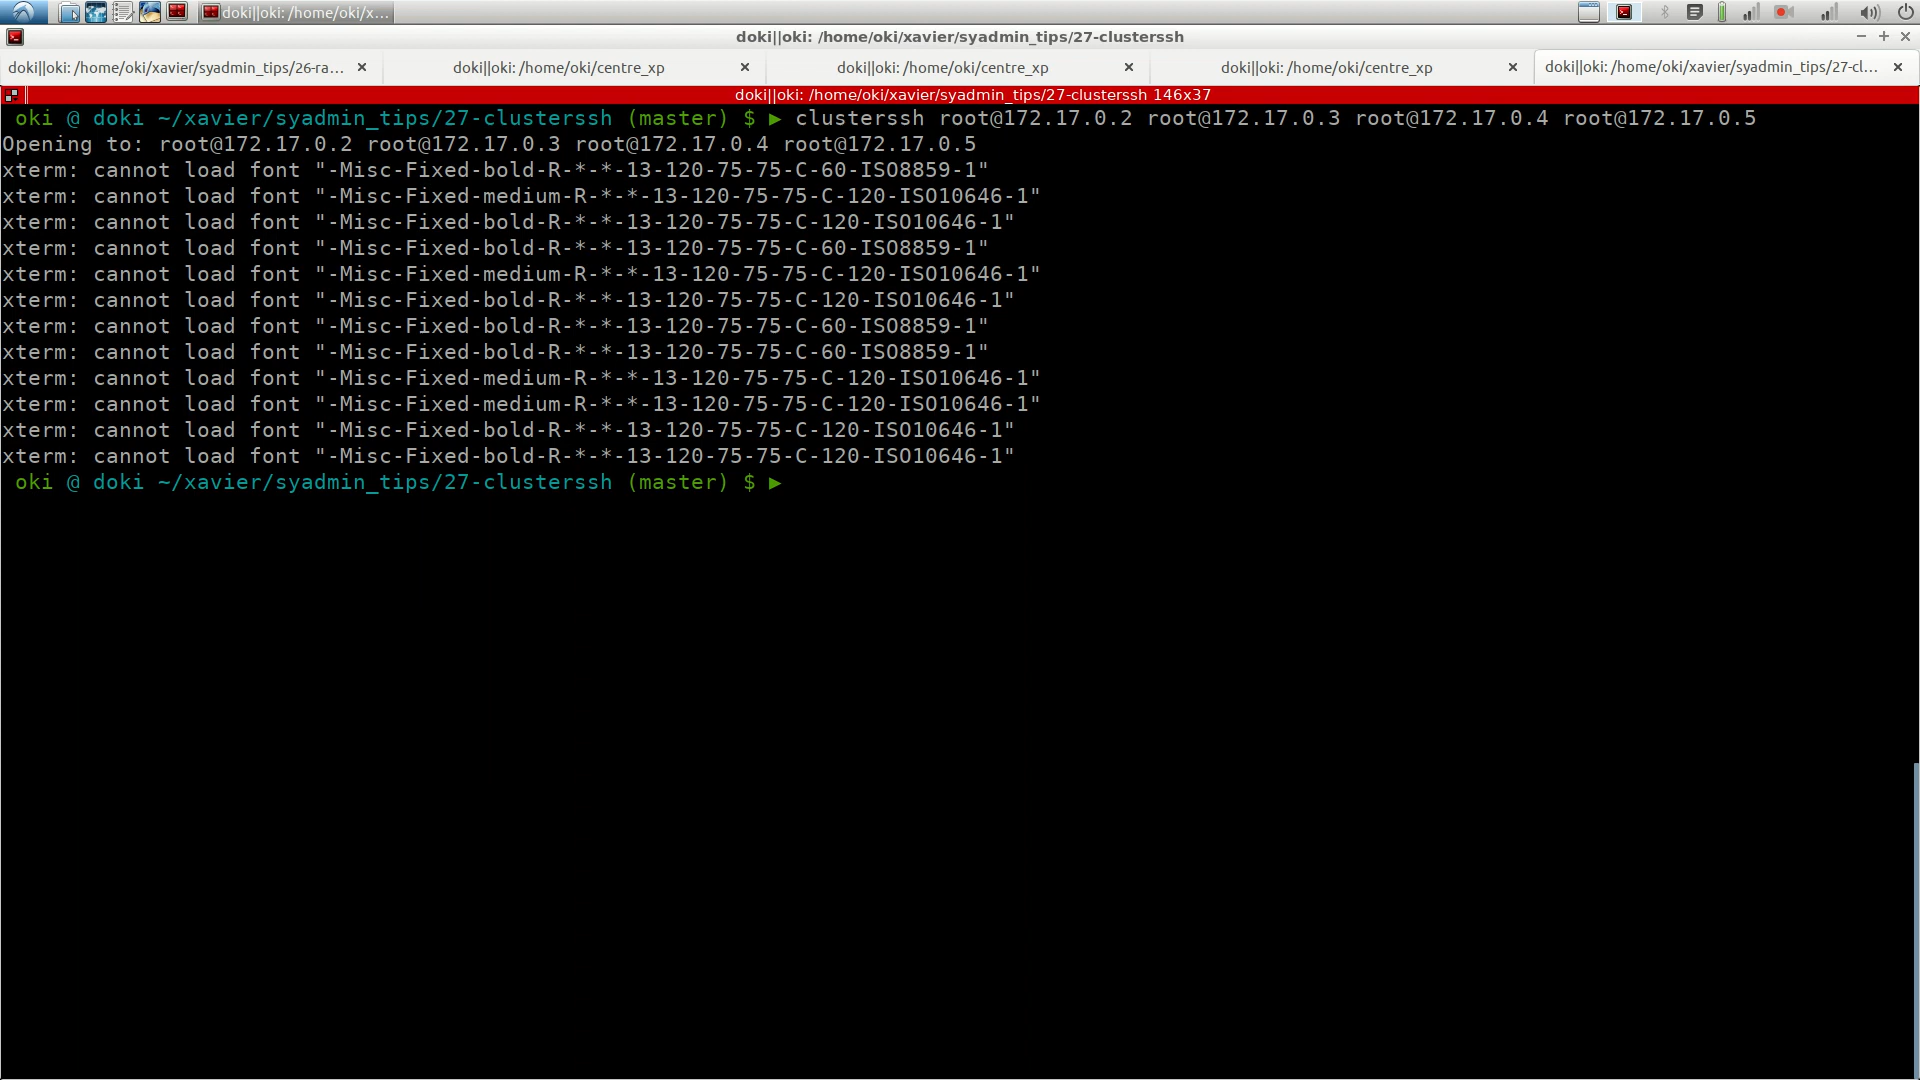 doki||oki: /home/oki/x...
doki||oki: /home/oki/xavier/syadmin_tips/27-clusterssh
doki||oki: /home/oki/xavier/syadmin_tips/26-ra... doki||oki: /home/oki/centre_xp doki||oki: /home/oki/centre_xp doki||oki: /home/oki/centre_xp doki||oki: /home/oki/xavier/syadmin_tips/27-cl...
doki||oki: /home/oki/xavier/syadmin_tips/27-clusterssh 146x37
oki @ doki ~/xavier/syadmin_tips/27-clusterssh (master) $ ► clusterssh root@172.17.0.2 root@172.17.0.3 root@172.17.0.4 root@172.17.0.5
Opening to: root@172.17.0.2 root@172.17.0.3 root@172.17.0.4 root@172.17.0.5
xterm: cannot load font "-Misc-Fixed-bold-R-*-*-13-120-75-75-C-60-ISO8859-1"
xterm: cannot load font "-Misc-Fixed-medium-R-*-*-13-120-75-75-C-120-ISO10646-1"
xterm: cannot load font "-Misc-Fixed-bold-R-*-*-13-120-75-75-C-120-ISO10646-1"
xterm: cannot load font "-Misc-Fixed-bold-R-*-*-13-120-75-75-C-60-ISO8859-1"
xterm: cannot load font "-Misc-Fixed-medium-R-*-*-13-120-75-75-C-120-ISO10646-1"
xterm: cannot load font "-Misc-Fixed-bold-R-*-*-13-120-75-75-C-120-ISO10646-1"
xterm: cannot load font "-Misc-Fixed-bold-R-*-*-13-120-75-75-C-60-ISO8859-1"
xterm: cannot load font "-Misc-Fixed-bold-R-*-*-13-120-75-75-C-60-ISO8859-1"
xterm: cannot load font "-Misc-Fixed-medium-R-*-*-13-120-75-75-C-120-ISO10646-1"
xterm: cannot load font "-Misc-Fixed-medium-R-*-*-13-120-75-75-C-120-ISO10646-1"
xterm: cannot load font "-Misc-Fixed-bold-R-*-*-13-120-75-75-C-120-ISO10646-1"
xterm: cannot load font "-Misc-Fixed-bold-R-*-*-13-120-75-75-C-120-ISO10646-1"
oki @ doki ~/xavier/syadmin_tips/27-clusterssh (master) $ ►